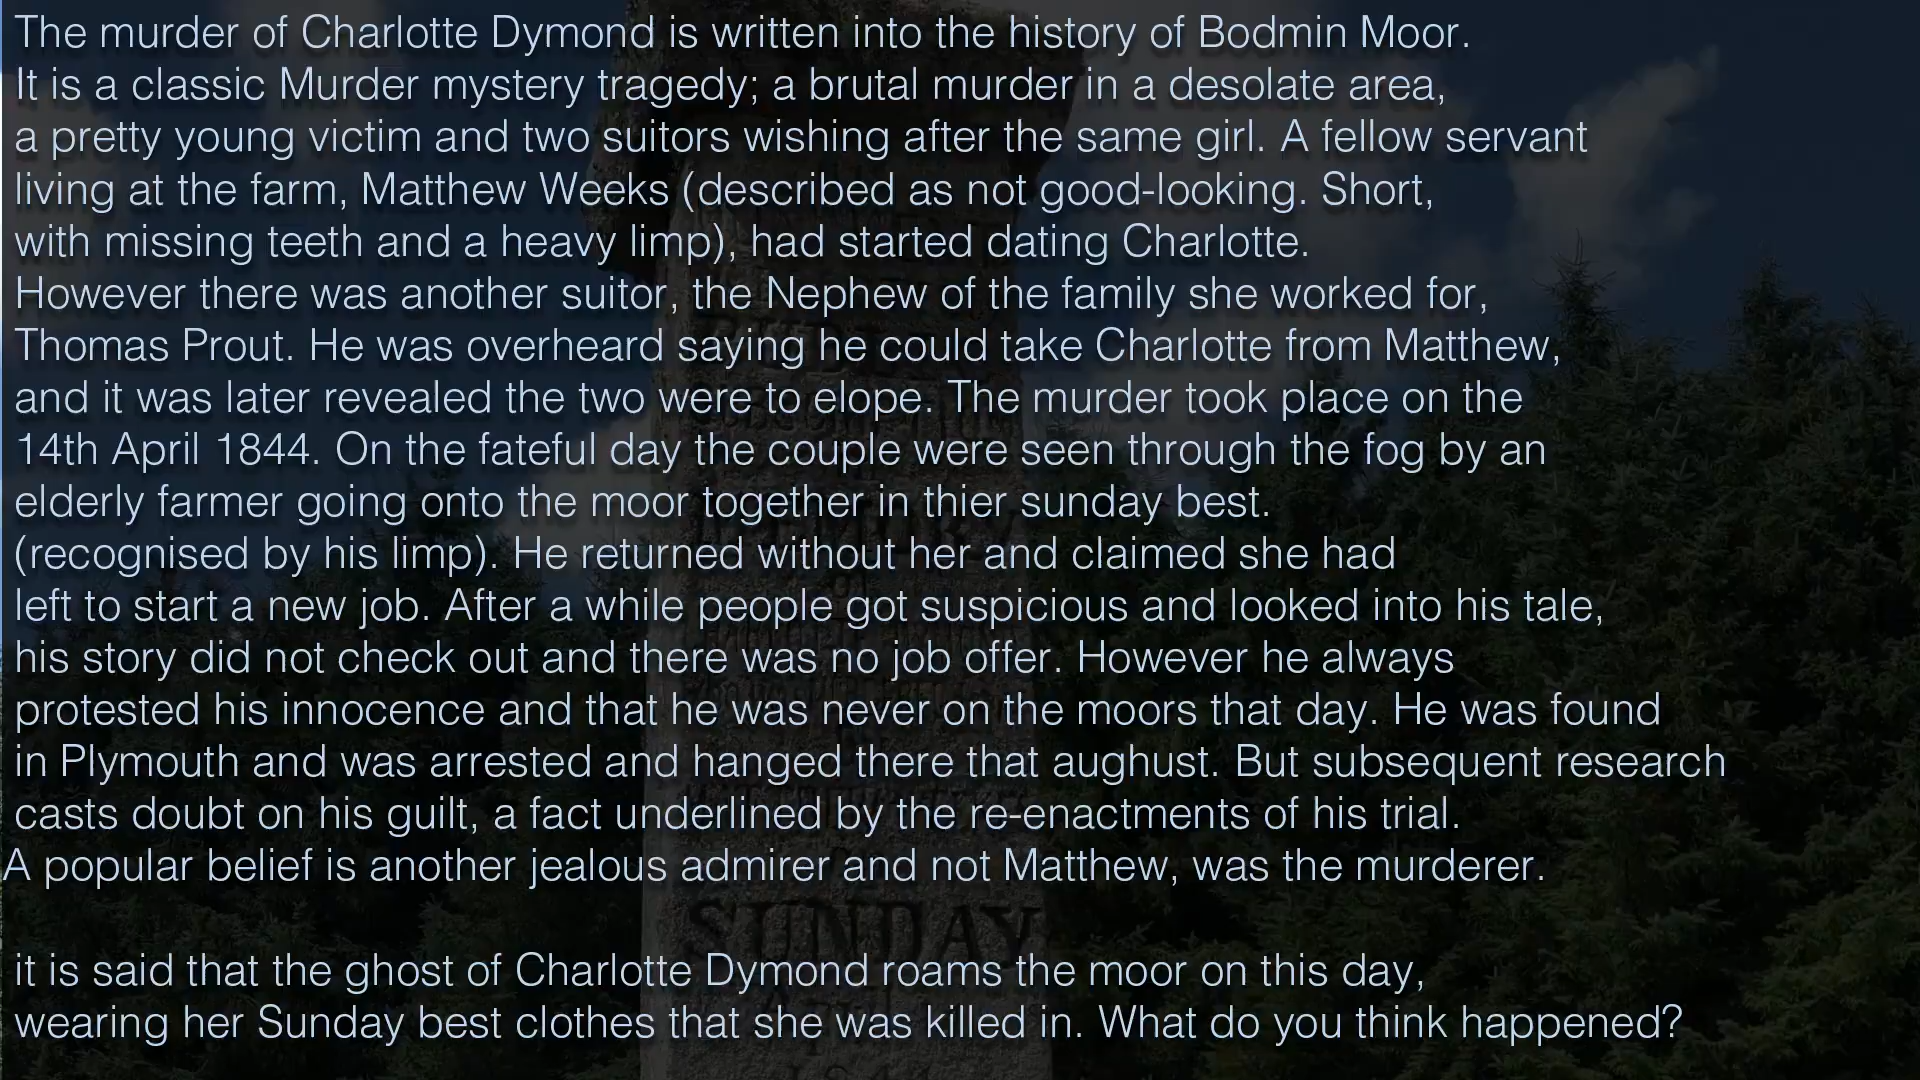 The murder of Charlotte Dymond is written into the history of Bodmin Moor.
It is a classic Murder mystery tragedy; a brutal murder in a desolate area,
a pretty young victim and two suitors wishing after the same girl. A fellow servant
living at the farm, Matthew Weeks (described as not good-looking. Short,
with missing teeth and a heavy limp), had started dating Charlotte.
However there was another suitor, the Nephew of the family she worked for,
Thomas Prout. He was overheard saying he could take Charlotte from Matthew,
and it was later revealed the two were to elope. The murder took place on the
14th April 1844. On the fateful day the couple were seen through the fog by an
elderly farmer going onto the moor together in thier sunday best.
(recognised by his limp). He returned without her and claimed she had
left to start a new job. After a while people got suspicious and looked into his tale,
his story did not check out and there was no job offer. However he always
protested his innocence and that he was never on the moors that day. He was found
in Plymouth and was arrested and hanged there that aughust. But subsequent research
casts doubt on his guilt, a fact underlined by the re-enactments of his trial.
A popular belief is another jealous admirer and not Matthew, was the murderer.
SUNDAY
it is said that the ghost of Charlotte Dymond roams the moor on this day,
wearing her Sunday best clothes that she was killed in. What do you think happened?